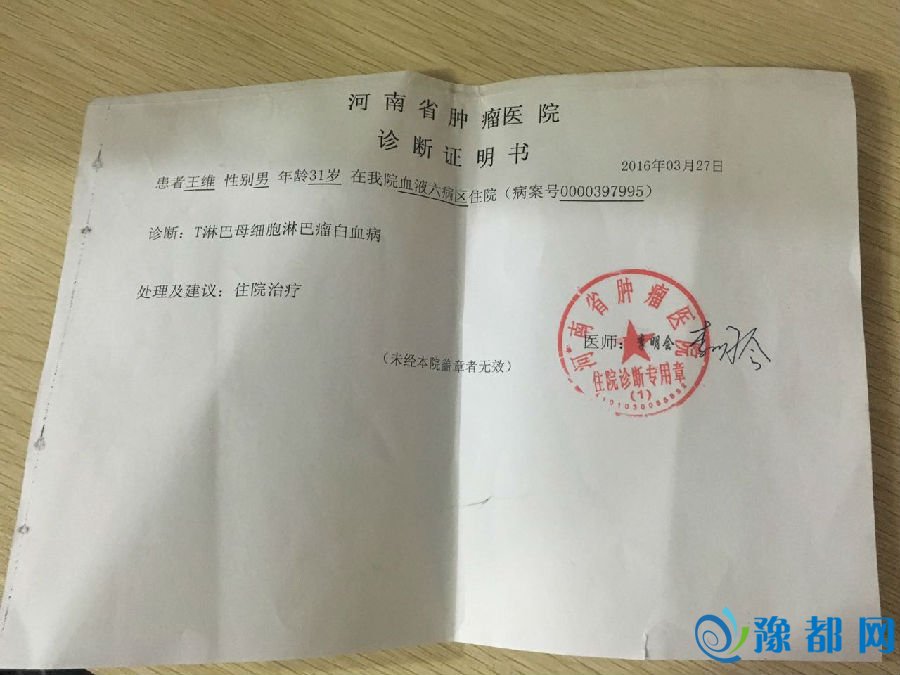 河南省肿瘤医院
诊断证明书
2016年03月27日
患者王维 性别男 年龄31岁 在我院血液六病区住院（病案号0000397995）
诊断：T淋巴母细胞淋巴瘤白血病
处理及建议：住院治疗
河南省肿瘤医院
医师：李明会
住院诊断专用章
(1)
（未经本院盖章者无效）
豫都网